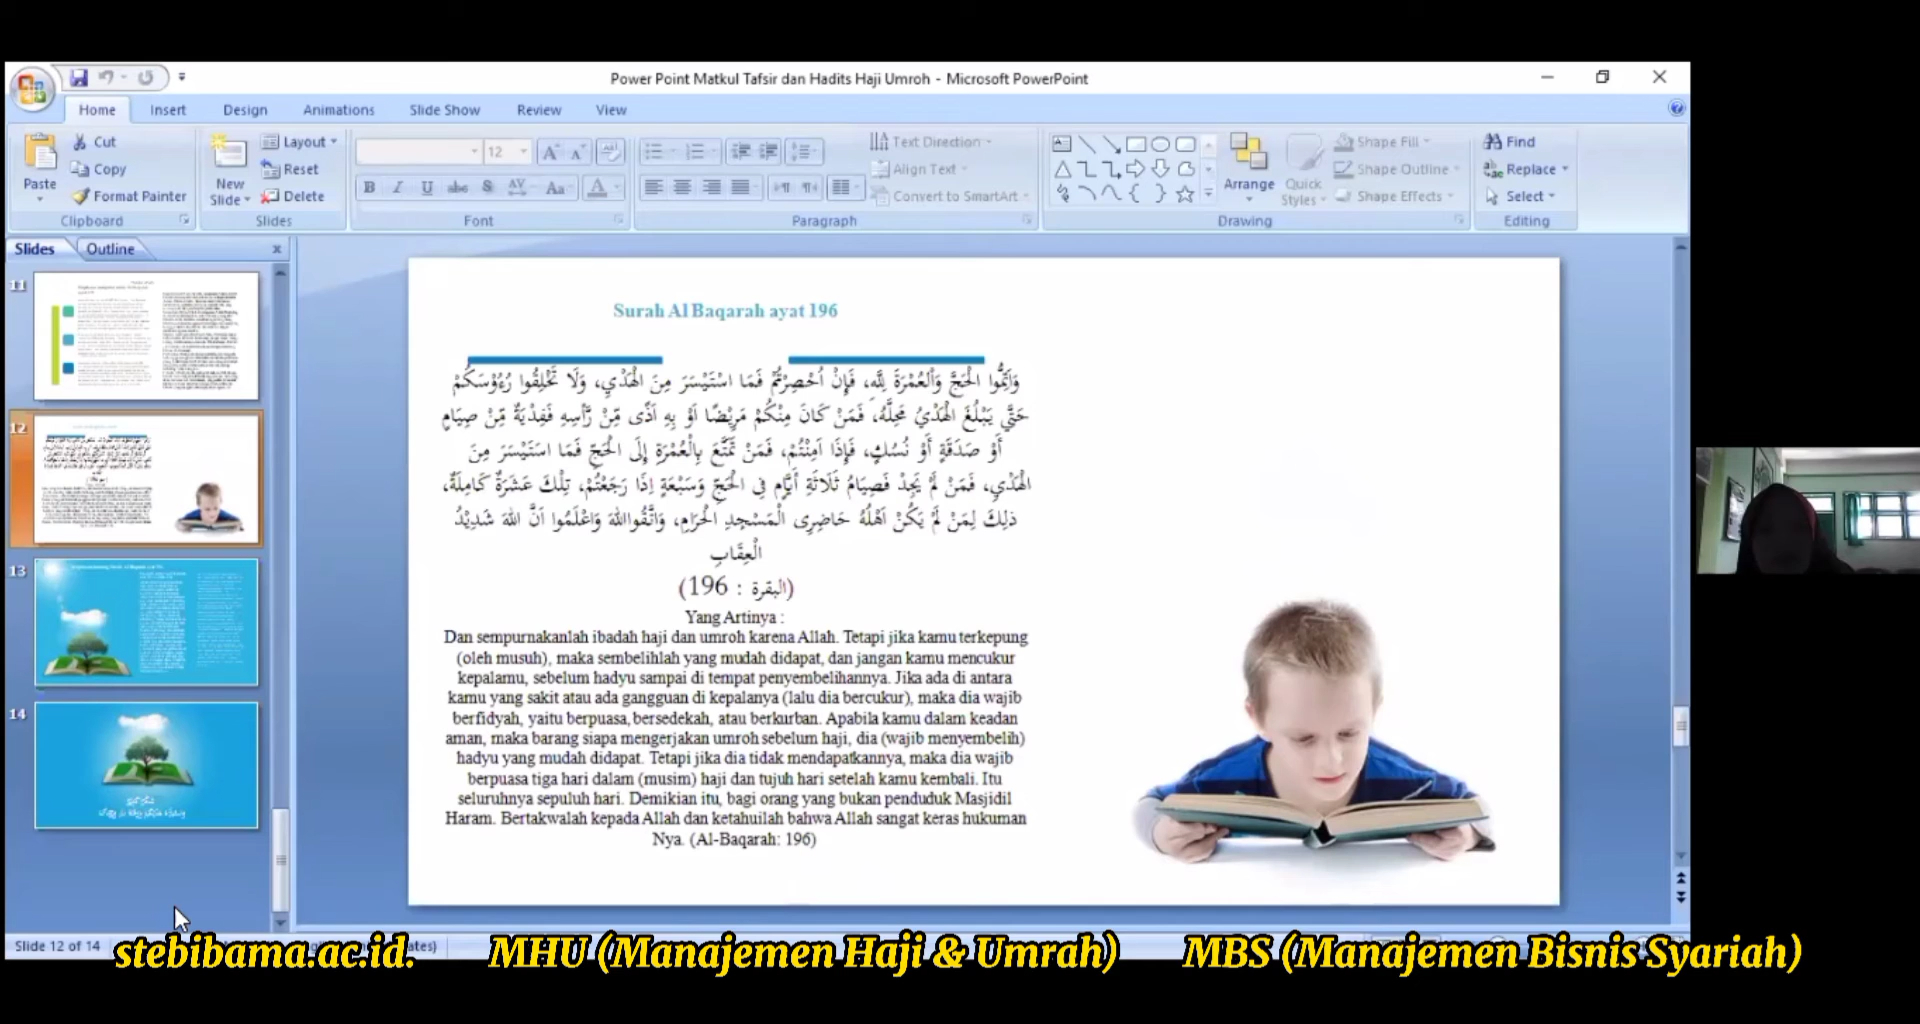 Power Point Matkul Tafsir dan Hadits Haji Umroh - Microsoft PowerPoint
Home Insert Design Animations Slide Show Review View
Cut Layout 12 Text Direction Shape Fill Find
Paste Copy New Slide Reset Align Text Arrange Quick Styles Shape Outline Replace
Format Painter Delete Convert to SmartArt Shape Effects Select
Clipboard Slides Font Paragraph Drawing Editing
Slides Outline
11
12
13
14
Surah Al Baqarah ayat 196
وَاَتِمُّوا الْحَجَّ وَالْعُمْرَةَ لِلَّهِ، فَإِنْ اُحْصِرْتُمْ فَمَا اسْتَيْسَرَ مِنَ الْهَدْيِ، وَلَا تَحْلِقُوا رُءُوْسَكُمْ
حَتَّي يَبْلُغَ الْهَدْيُ مَحِلَّهُ، فَمَنْ كَانَ مِنْكُمْ مَرِيْضًا اَوْ بِهِ اَذًى مِّنْ رَّأْسِهِ فَفِدْيَةٌ مِّنْ صِيَامٍ
أَوْ صَدَقَةٍ أَوْ نُسُكٍ، فَإِذَا اَمِنْتُمْ، فَمَنْ تَمَتَّعَ بِالْعُمْرَةِ إِلَى الْحَجِّ فَمَا اسْتَيْسَرَ مِنَ
الْهَدْيِ، فَمَنْ لَمْ يَجِدْ فَصِيَامُ ثَلَاثَةِ أَيَّامٍ فِى الْحَجِّ وَسَبْعَةٍ اِذَا رَجَعْتُمْ، تِلْكَ عَشَرَةٌ كَامِلَةٌ،
ذلِكَ لِمَنْ لَمْ يَكُنْ اَهْلُهُ حَاضِرِى الْمَسْجِدِ الْحَرَامِ، وَاتَّقُوااللهَ وَاعْلَمُوا اَنَّ اللهَ شَدِيْدُ
الْعِقَابِ
(البقرة : 196)
Yang Artinya :
Dan sempurnakanlah ibadah haji dan umroh karena Allah. Tetapi jika kamu terkepung
(oleh musuh), maka sembelihlah yang mudah didapat, dan jangan kamu mencukur
kepalamu, sebelum hadyu sampai di tempat penyembelihannya. Jika ada di antara
kamu yang sakit atau ada gangguan di kepalanya (lalu dia bercukur), maka dia wajib
berfidyah, yaitu berpuasa, bersedekah, atau berkurban. Apabila kamu dalam keadan
aman, maka barang siapa mengerjakan umroh sebelum haji, dia (wajib menyembelih)
hadyu yang mudah didapat. Tetapi jika dia tidak mendapatkannya, maka dia wajib
berpuasa tiga hari dalam (musim) haji dan tujuh hari setelah kamu kembali. Itu
seluruhnya sepuluh hari. Demikian itu, bagi orang yang bukan penduduk Masjidil
Haram. Bertakwalah kepada Allah dan ketahuilah bahwa Allah sangat keras hukuman
Nya. (Al-Baqarah: 196)
Slide 12 of 14
stebibama.ac.id. MHU (Manajemen Haji & Umrah) MBS (Manajemen Bisnis Syariah)